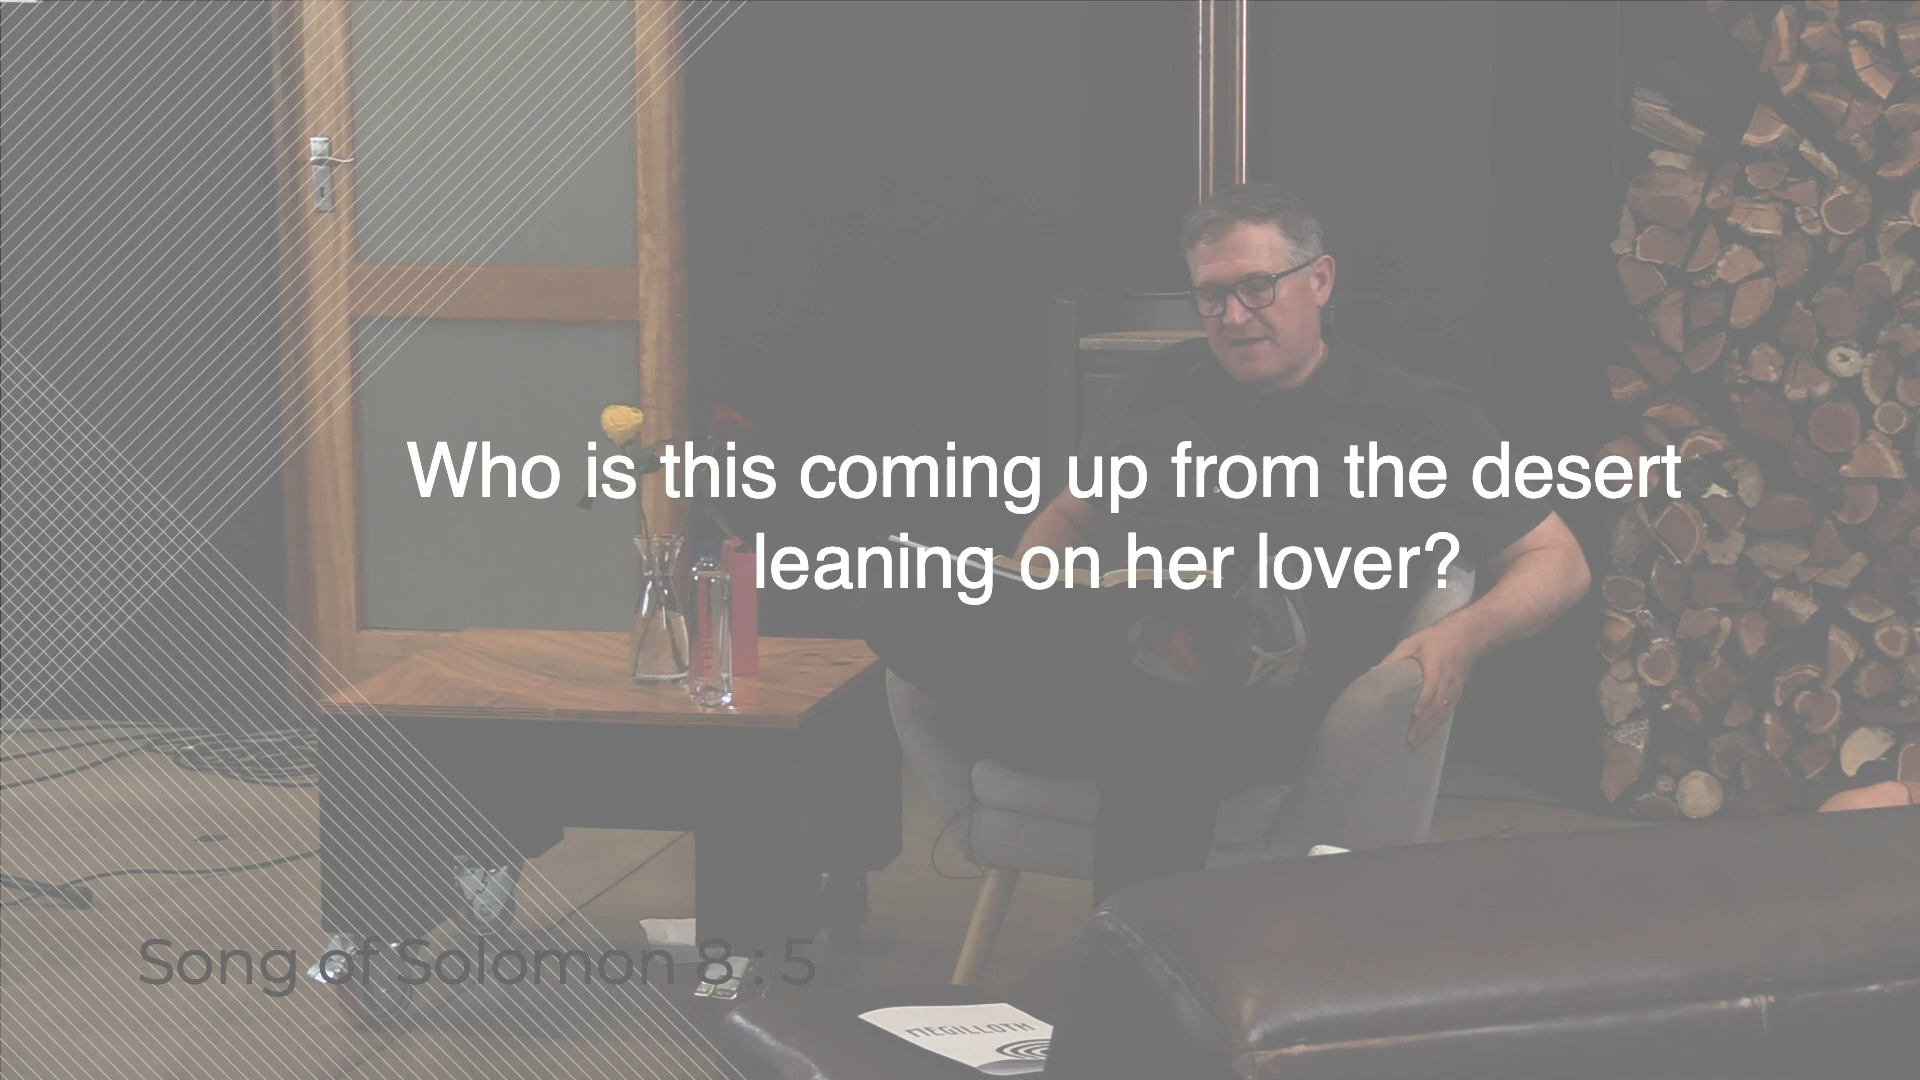 Who is this coming up from the desert
leaning on her lover?
Song of Solomon 8 : 5
MEGILLOTH